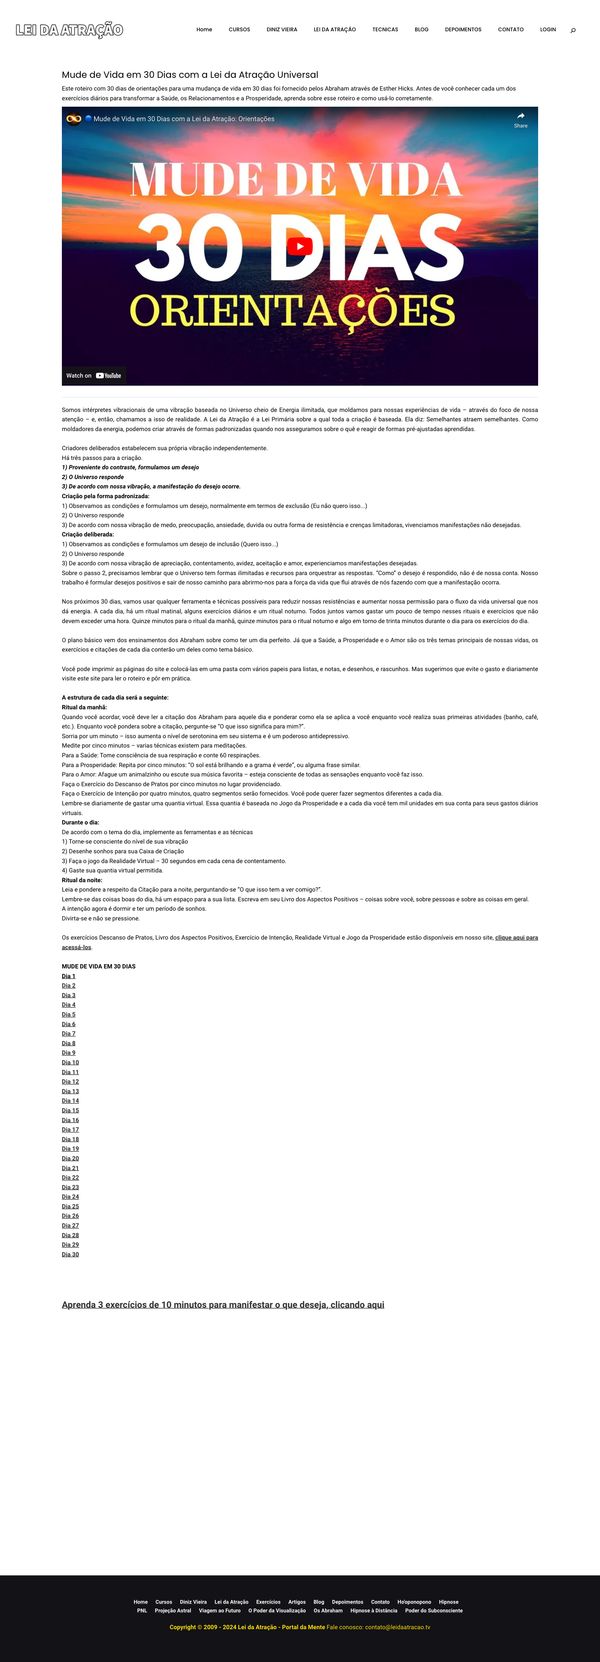 LEI DA ATRAÇÃO
Home CURSOS DINIZ VIEIRA LEI DA ATRAÇÃO TECNICAS BLOG DEPOIMENTOS CONTATO LOGIN
Mude de Vida em 30 Dias com a Lei da Atração Universal
Este roteiro com 30 dias de orientações para uma mudança de vida em 30 dias foi fornecido pelos Abraham através de Esther Hicks. Antes de você conhecer cada um dos
exercícios diários para transformar a Saúde, os Relacionamentos e a Prosperidade, aprenda sobre esse roteiro e como usá-lo corretamente.
Mude de Vida em 30 Dias com a Lei da Atração: Orientações
Share
MUDE DE VIDA
30 DIAS
ORIENTAÇÕES
Watch on YouTube
Somos intérpretes vibracionais de uma vibração baseada no Universo cheio de Energia ilimitada, que moldamos para nossas experiências de vida – através do foco de nossa
atenção – e, então, chamamos a isso de realidade. A Lei da Atração é a Lei Primária sobre a qual toda a criação é baseada. Ela diz: Semelhantes atraem semelhantes. Como
moldadores da energia, podemos criar através de formas padronizadas quando nos asseguramos sobre o quê e reagir de formas pré-ajustadas aprendidas.
Criadores deliberados estabelecem sua própria vibração independentemente.
Há três passos para a criação.
1) Proveniente do contraste, formulamos um desejo
2) O Universo responde
3) De acordo com nossa vibração, a manifestação do desejo ocorre.
Criação pela forma padronizada:
1) Observamos as condições e formulamos um desejo, normalmente em termos de exclusão (Eu não quero isso...)
2) O Universo responde
3) De acordo com nossa vibração de medo, preocupação, ansiedade, duvida ou outra forma de resistência e crenças limitadoras, vivenciamos manifestações não desejadas.
Criação deliberada:
1) Observamos as condições e formulamos um desejo de inclusão (Quero isso...)
2) O Universo responde
3) De acordo com nossa vibração de apreciação, contentamento, avidez, aceitação e amor, experienciamos manifestações desejadas.
Sobre o passo 2, precisamos lembrar que o Universo tem formas ilimitadas e recursos para orquestrar as respostas. “Como” o desejo é respondido, não é de nossa conta. Nosso
trabalho é formular desejos positivos e sair de nosso caminho para abrirmo-nos para a força da vida que flui através de nós fazendo com que a manifestação ocorra.
Nos próximos 30 dias, vamos usar qualquer ferramenta e técnicas possíveis para reduzir nossas resistências e aumentar nossa permissão para o fluxo da vida universal que nos
dá energia. A cada dia, há um ritual matinal, alguns exercícios diários e um ritual noturno. Todos juntos vamos gastar um pouco de tempo nesses rituais e exercícios que não
devem exceder uma hora. Quinze minutos para o ritual da manhã, quinze minutos para o ritual noturno e algo em torno de trinta minutos durante o dia para os exercícios do dia.
O plano básico vem dos ensinamentos dos Abraham sobre como ter um dia perfeito. Já que a Saúde, a Prosperidade e o Amor são os três temas principais de nossas vidas, os
exercícios e citações de cada dia conterão um deles como tema básico.
Você pode imprimir as páginas do site e colocá-las em uma pasta com vários papeis para listas, e notas, e desenhos, e rascunhos. Mas sugerimos que evite o gasto e diariamente
visite este site para ler o roteiro e pôr em prática.
A estrutura de cada dia será a seguinte:
Ritual da manhã:
Quando você acordar, você deve ler a citação dos Abraham para aquele dia e ponderar como ela se aplica a você enquanto você realiza suas primeiras atividades (banho, café,
etc.). Enquanto você pondera sobre a citação, pergunte-se “O que isso significa para mim?”.
Sorria por um minuto – isso aumenta o nível de serotonina em seu sistema e é um poderoso antidepressivo.
Medite por cinco minutos – varias técnicas existem para meditações.
Para a Saúde: Tome consciência de sua respiração e conte 60 respirações.
Para a Prosperidade: Repita por cinco minutos: “O sol está brilhando e a grama é verde”, ou alguma frase similar.
Para o Amor: Afague um animalzinho ou escute sua música favorita – esteja consciente de todas as sensações enquanto você faz isso.
Faça o Exercício do Descanso de Pratos por cinco minutos no lugar providenciado.
Faça o Exercício de Intenção por quatro minutos, quatro segmentos serão fornecidos. Você pode querer fazer segmentos diferentes a cada dia.
Lembre-se diariamente de gastar uma quantia virtual. Essa quantia é baseada no Jogo da Prosperidade e a cada dia você tem mil unidades em sua conta para seus gastos diários
virtuais.
Durante o dia:
De acordo com o tema do dia, implemente as ferramentas e as técnicas
1) Torne-se consciente do nível de sua vibração
2) Desenhe sonhos para sua Caixa de Criação
3) Faça o jogo da Realidade Virtual – 30 segundos em cada cena de contentamento.
4) Gaste sua quantia virtual permitida.
Ritual da noite:
Leia e pondere a respeito da Citação para a noite, perguntando-se “O que isso tem a ver comigo?”.
Lembre-se das coisas boas do dia, há um espaço para a sua lista. Escreva em seu Livro dos Aspectos Positivos – coisas sobre você, sobre pessoas e sobre as coisas em geral.
A intenção agora é dormir e ter um período de sonhos.
Divirta-se e não se pressione.
Os exercícios Descanso de Pratos, Livro dos Aspectos Positivos, Exercício de Intenção, Realidade Virtual e Jogo da Prosperidade estão disponíveis em nosso site, clique aqui para
acessá-los.
MUDE DE VIDA EM 30 DIAS
Dia 1
Dia 2
Dia 3
Dia 4
Dia 5
Dia 6
Dia 7
Dia 8
Dia 9
Dia 10
Dia 11
Dia 12
Dia 13
Dia 14
Dia 15
Dia 16
Dia 17
Dia 18
Dia 19
Dia 20
Dia 21
Dia 22
Dia 23
Dia 24
Dia 25
Dia 26
Dia 27
Dia 28
Dia 29
Dia 30
Aprenda 3 exercícios de 10 minutos para manifestar o que deseja, clicando aqui
Home Cursos Diniz Vieira Lei da Atração Exercícios Artigos Blog Depoimentos Contato Ho'oponopono Hipnose
PNL Projeção Astral Viagem ao Futuro O Poder da Visualização Os Abraham Hipnose à Distância Poder do Subconsciente
Copyright © 2009 - 2024 Lei da Atração - Portal da Mente Fale conosco: contato@leidaatracao.tv